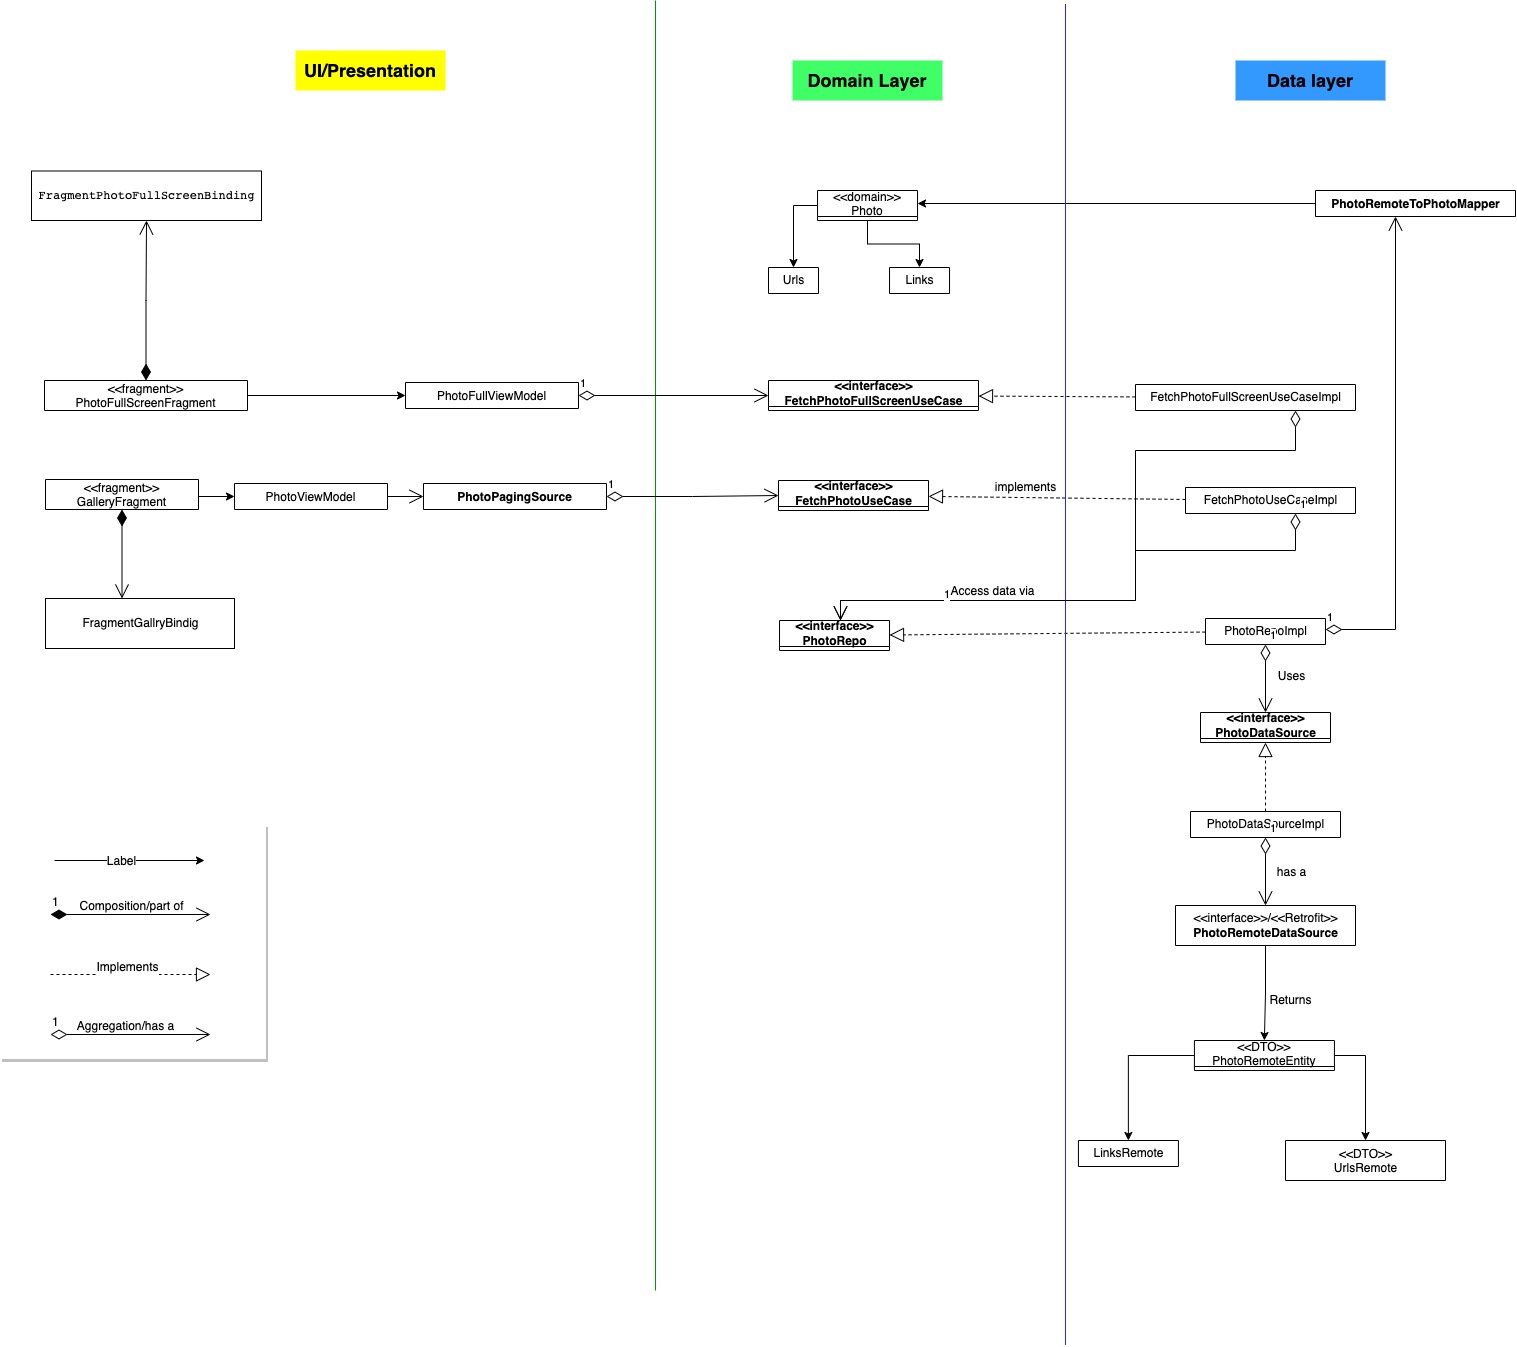 UI/Presentation
Domain Layer
Data layer
FragmentPhotoFullScreenBinding
<<domain>>
Photo
PhotoRemoteToPhotoMapper
Urls
Links
<<fragment>>
PhotoFullScreenFragment
PhotoFullViewModel
1
<<interface>>
FetchPhotoFullScreenUseCase
FetchPhotoFullScreenUseCaseImpl
<<fragment>>
GalleryFragment
PhotoViewModel
PhotoPagingSource
1
<<interface>>
FetchPhotoUseCase
implements
FetchPhotoUseCaseImpl
1
FragmentGallryBindig
1
Access data via
<<interface>>
PhotoRepo
PhotoRepoImpl
1
1
Uses
<<interface>>
PhotoDataSource
PhotoDataSourceImpl
1
has a
<<interface>>/<<Retrofit>>
PhotoRemoteDataSource
Returns
<<DTO>>
PhotoRemoteEntity
LinksRemote
<<DTO>>
UrlsRemote
Label
1
Composition/part of
Implements
1
Aggregation/has a